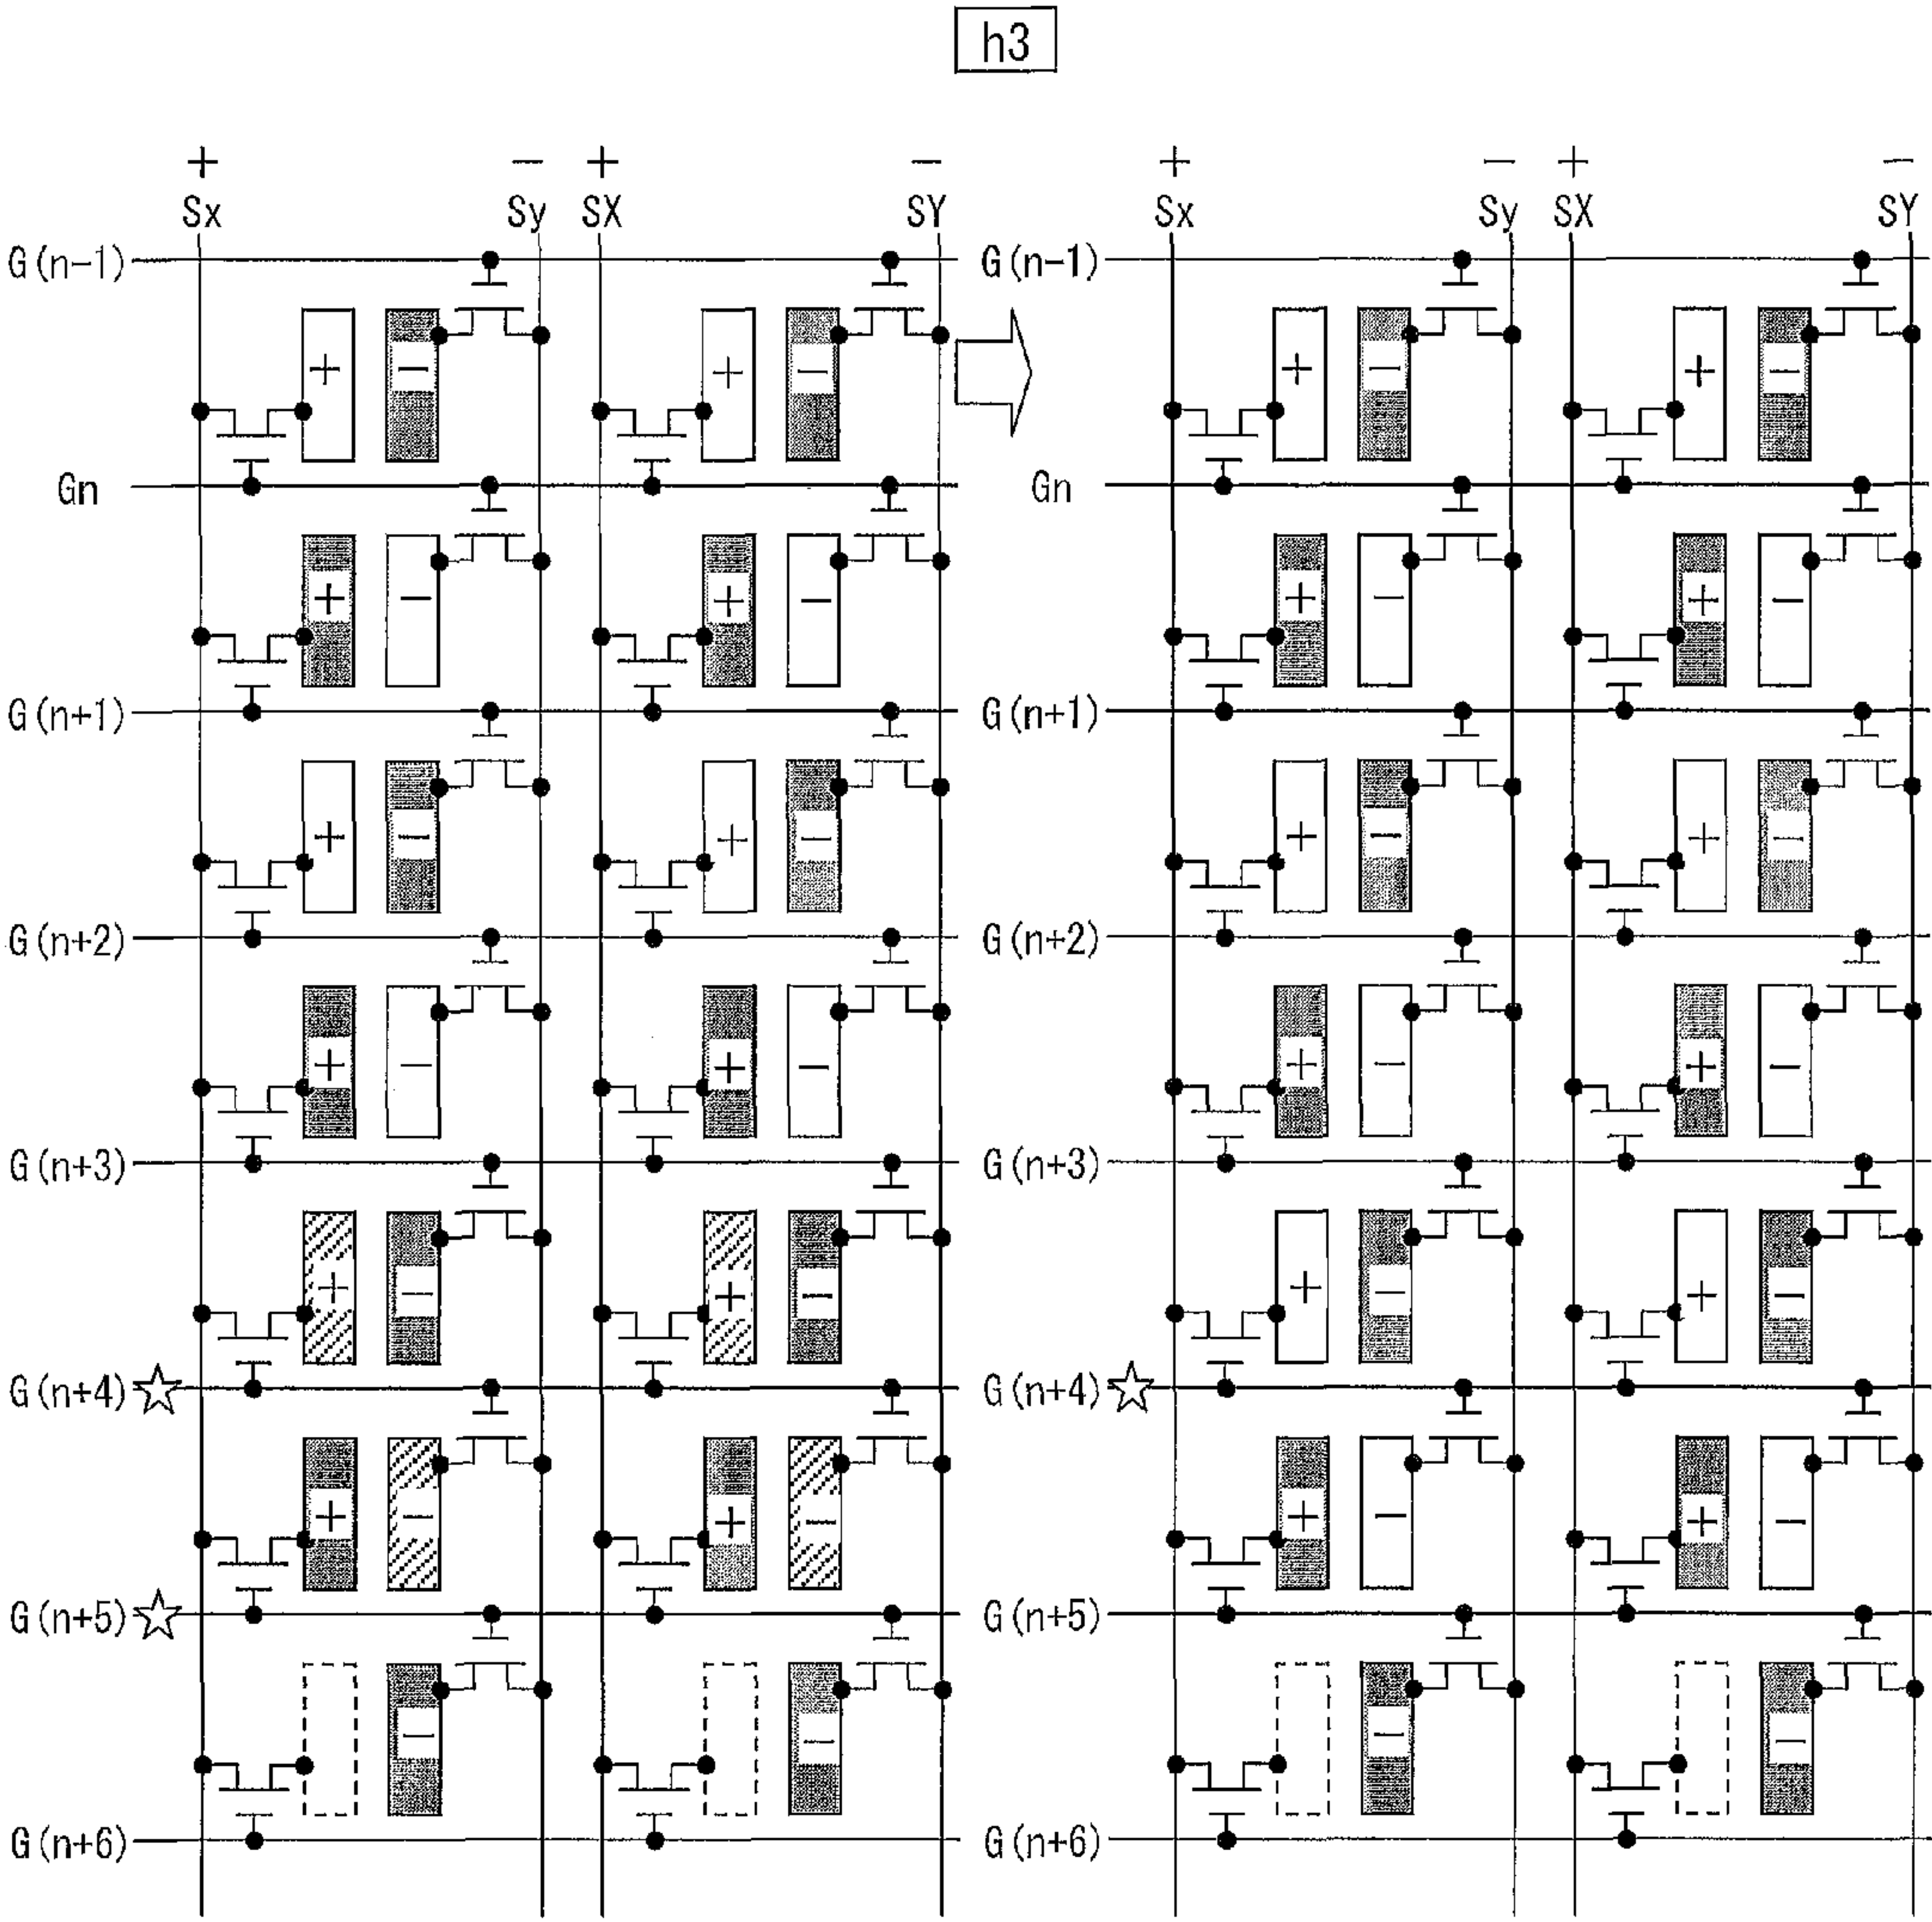 h3
+ − + − + − + −
Sx Sy SX SY Sx Sy SX SY
G(n-1) G(n-1)
+ − + − + − + −
Gn Gn
+ − + − + − + −
G(n+1) G(n+1)
+ − + − + − + −
G(n+2) G(n+2)
+ − + − + − + −
G(n+3) G(n+3)
+ − + − + − + −
G(n+4)☆ G(n+4)☆
+ − + − + − + −
G(n+5)☆ G(n+5)
− − − −
G(n+6) G(n+6)